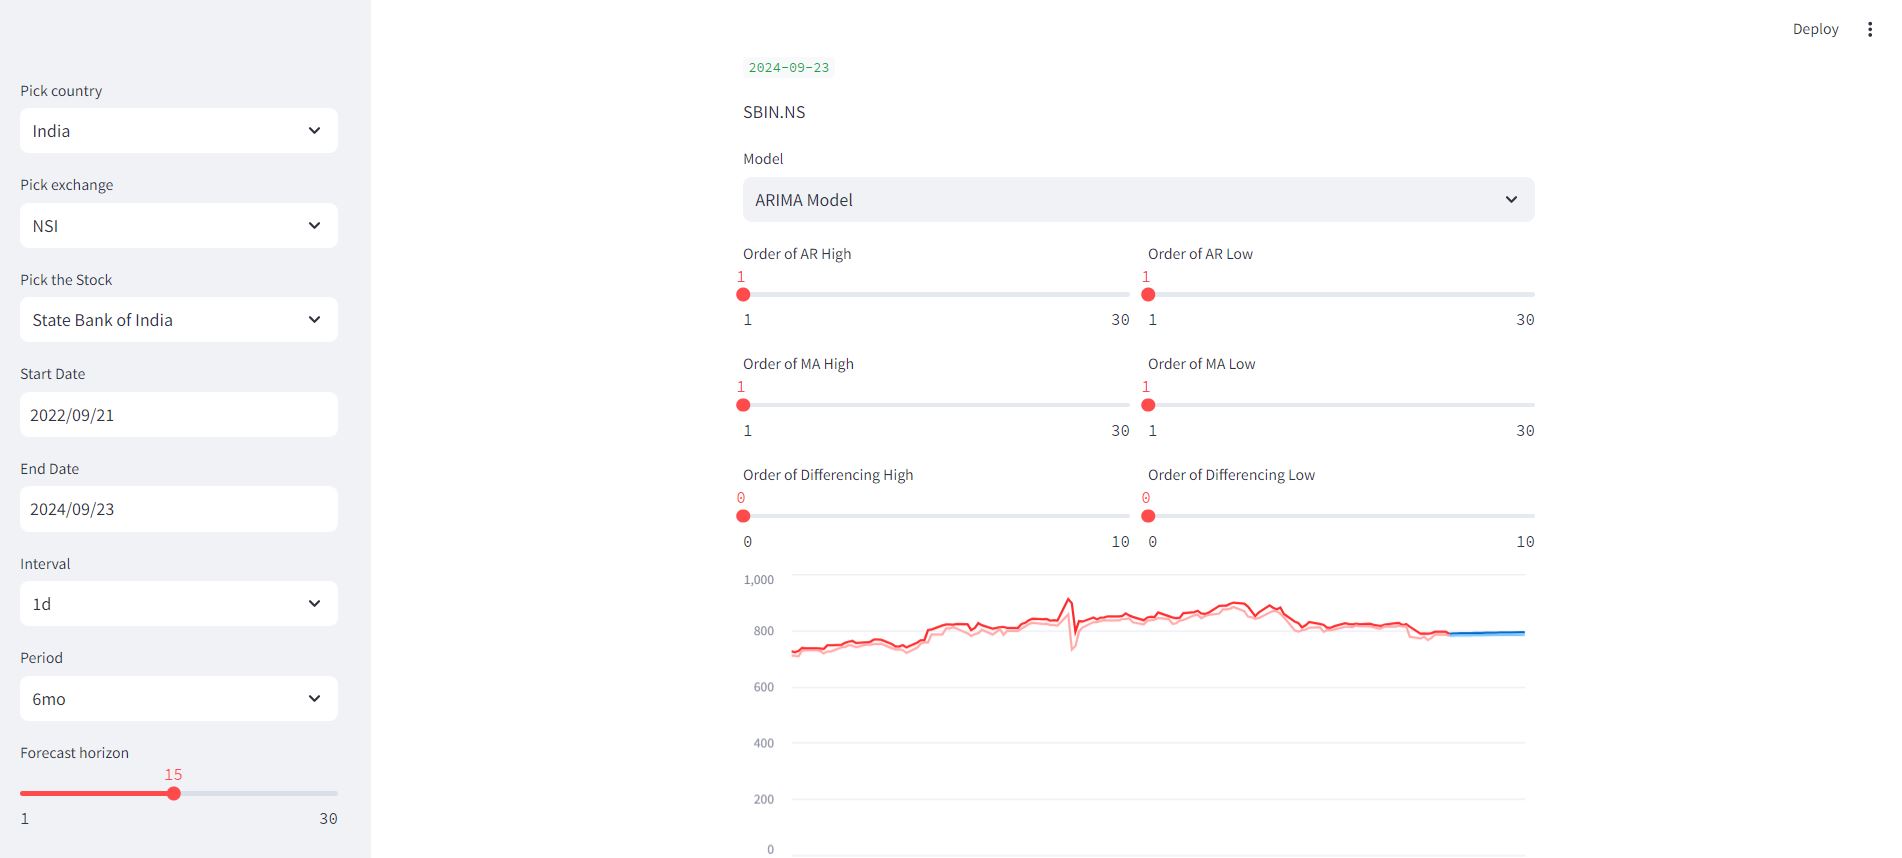 Deploy
Pick country
India
Pick exchange
NSI
Pick the Stock
State Bank of India
Start Date
2022/09/21
End Date
2024/09/23
Interval
1d
Period
6mo
Forecast horizon
15
1 30
2024-09-23
SBIN.NS
Model
ARIMA Model
Order of AR High Order of AR Low
1 1
1 30 1 30
Order of MA High Order of MA Low
1 1
1 30 1 30
Order of Differencing High Order of Differencing Low
0 0
0 10 0 10
1,000
800
600
400
200
0